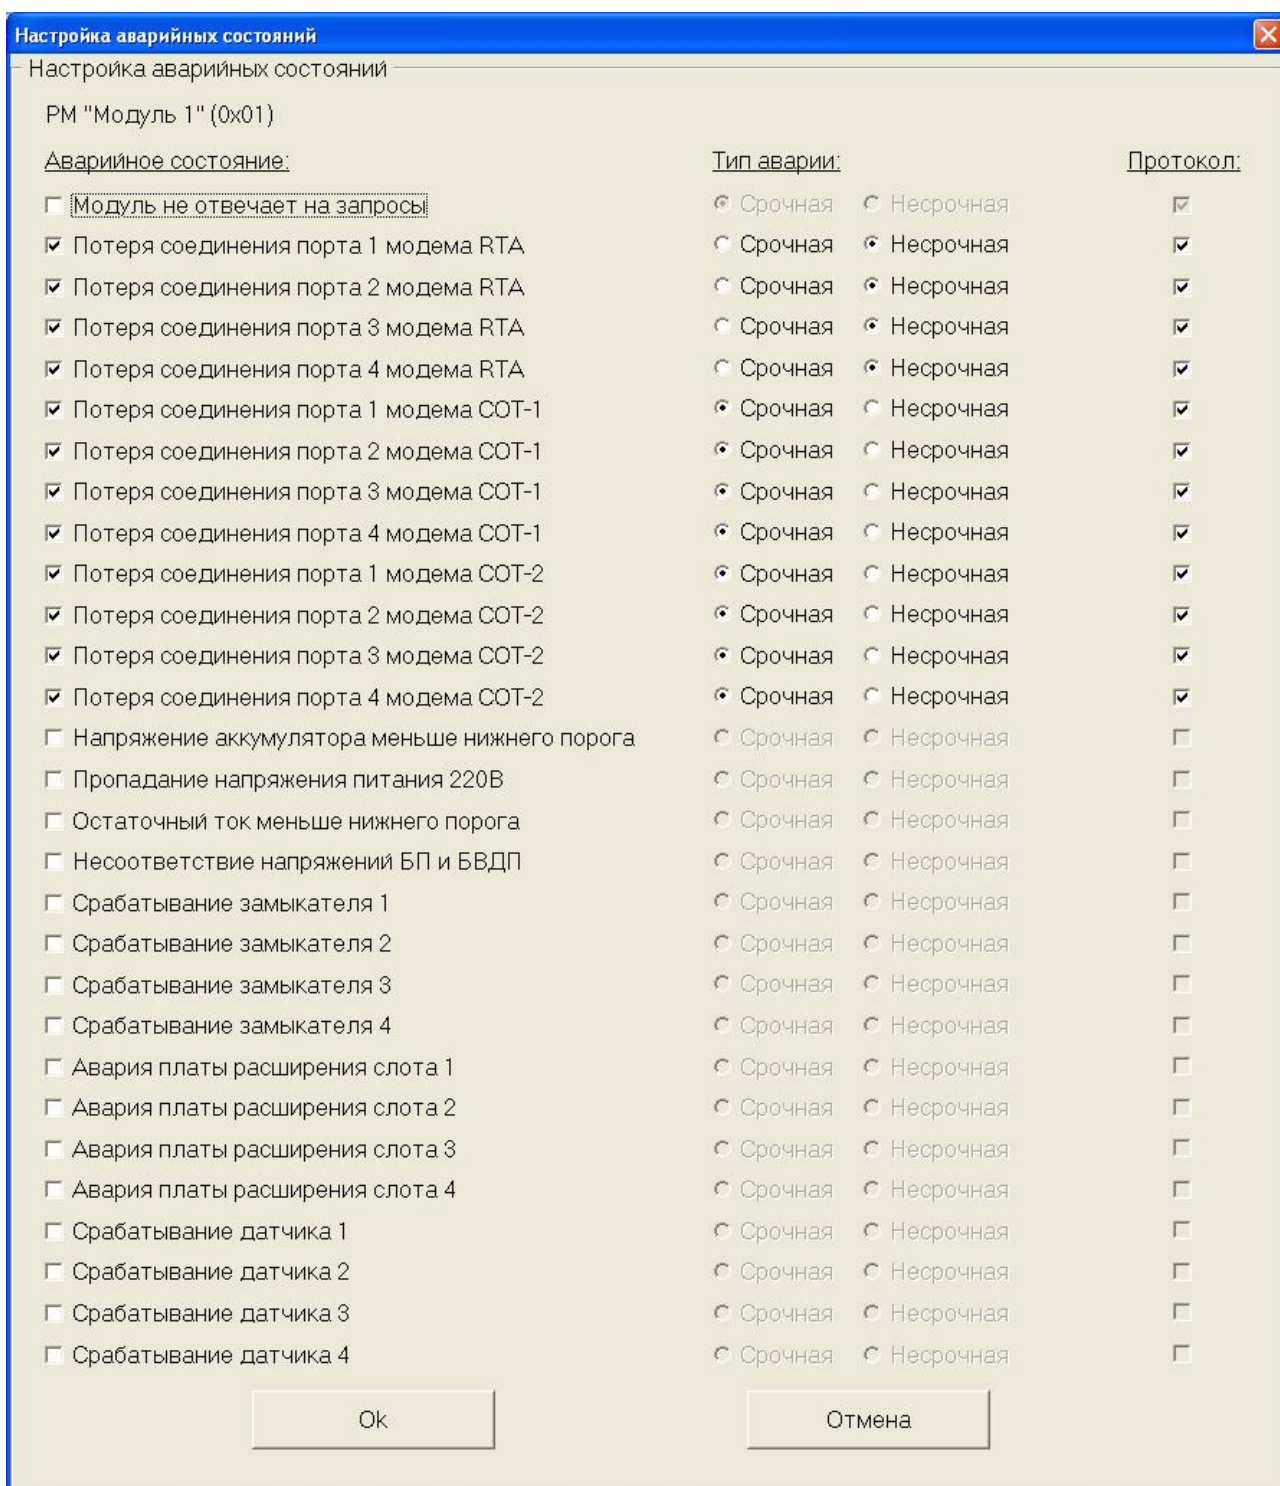 Настройка аварийных состояний
Настройка аварийных состояний
РМ "Модуль 1" (0x01)
Аварийное состояние: Тип аварии: Протокол:
Модуль не отвечает на запросы Срочная Несрочная
Потеря соединения порта 1 модема RTA Срочная Несрочная
Потеря соединения порта 2 модема RTA Срочная Несрочная
Потеря соединения порта 3 модема RTA Срочная Несрочная
Потеря соединения порта 4 модема RTA Срочная Несрочная
Потеря соединения порта 1 модема СОТ-1 Срочная Несрочная
Потеря соединения порта 2 модема СОТ-1 Срочная Несрочная
Потеря соединения порта 3 модема СОТ-1 Срочная Несрочная
Потеря соединения порта 4 модема СОТ-1 Срочная Несрочная
Потеря соединения порта 1 модема СОТ-2 Срочная Несрочная
Потеря соединения порта 2 модема СОТ-2 Срочная Несрочная
Потеря соединения порта 3 модема СОТ-2 Срочная Несрочная
Потеря соединения порта 4 модема СОТ-2 Срочная Несрочная
Напряжение аккумулятора меньше нижнего порога Срочная Несрочная
Пропадание напряжения питания 220В Срочная Несрочная
Остаточный ток меньше нижнего порога Срочная Несрочная
Несоответствие напряжений БП и БВДП Срочная Несрочная
Срабатывание замыкателя 1 Срочная Несрочная
Срабатывание замыкателя 2 Срочная Несрочная
Срабатывание замыкателя 3 Срочная Несрочная
Срабатывание замыкателя 4 Срочная Несрочная
Авария платы расширения слота 1 Срочная Несрочная
Авария платы расширения слота 2 Срочная Несрочная
Авария платы расширения слота 3 Срочная Несрочная
Авария платы расширения слота 4 Срочная Несрочная
Срабатывание датчика 1 Срочная Несрочная
Срабатывание датчика 2 Срочная Несрочная
Срабатывание датчика 3 Срочная Несрочная
Срабатывание датчика 4 Срочная Несрочная
Ok Отмена